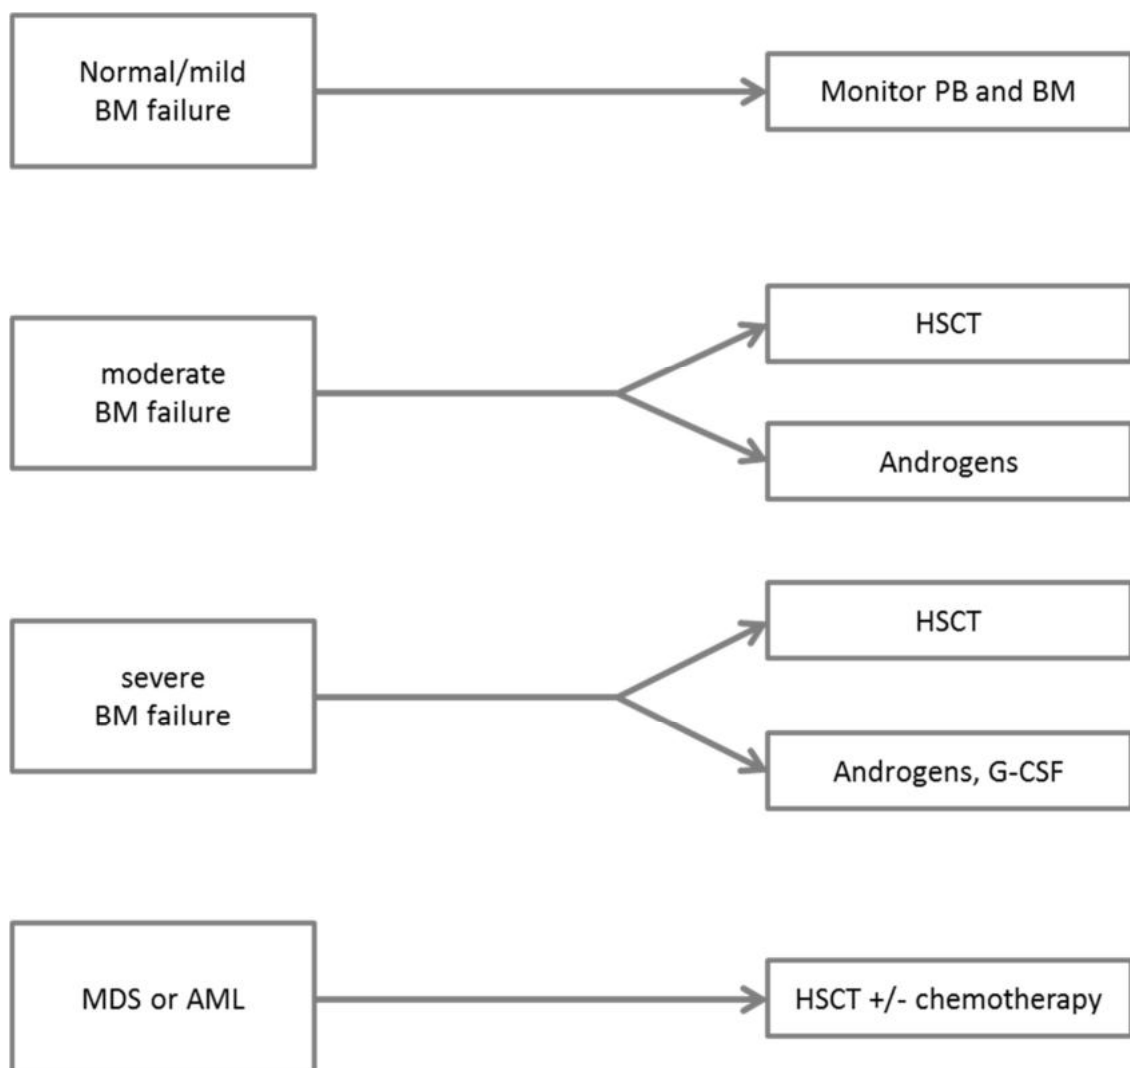 Normal/mild
BM failure
Monitor PB and BM
moderate
BM failure
HSCT
Androgens
severe
BM failure
HSCT
Androgens, G-CSF
MDS or AML
HSCT +/- chemotherapy